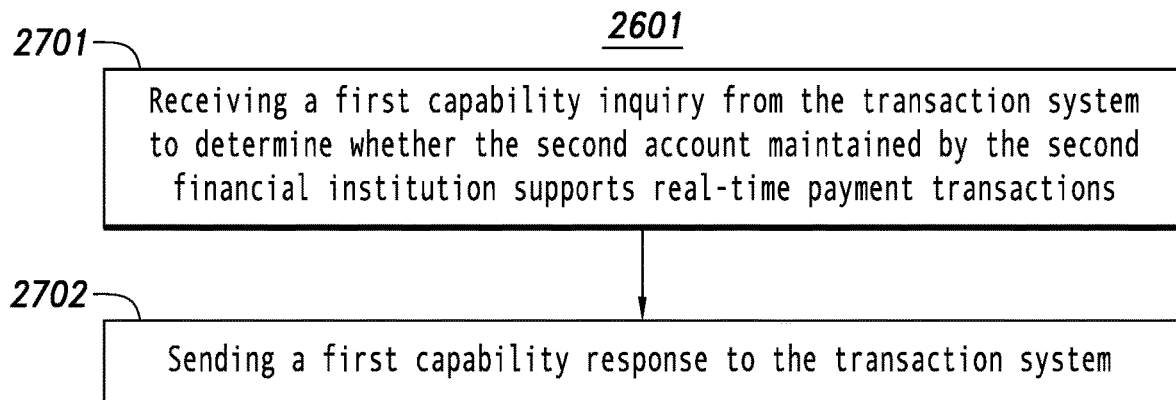 2601
2701
Receiving a first capability inquiry from the transaction system
to determine whether the second account maintained by the second
financial institution supports real-time payment transactions
2702
Sending a first capability response to the transaction system